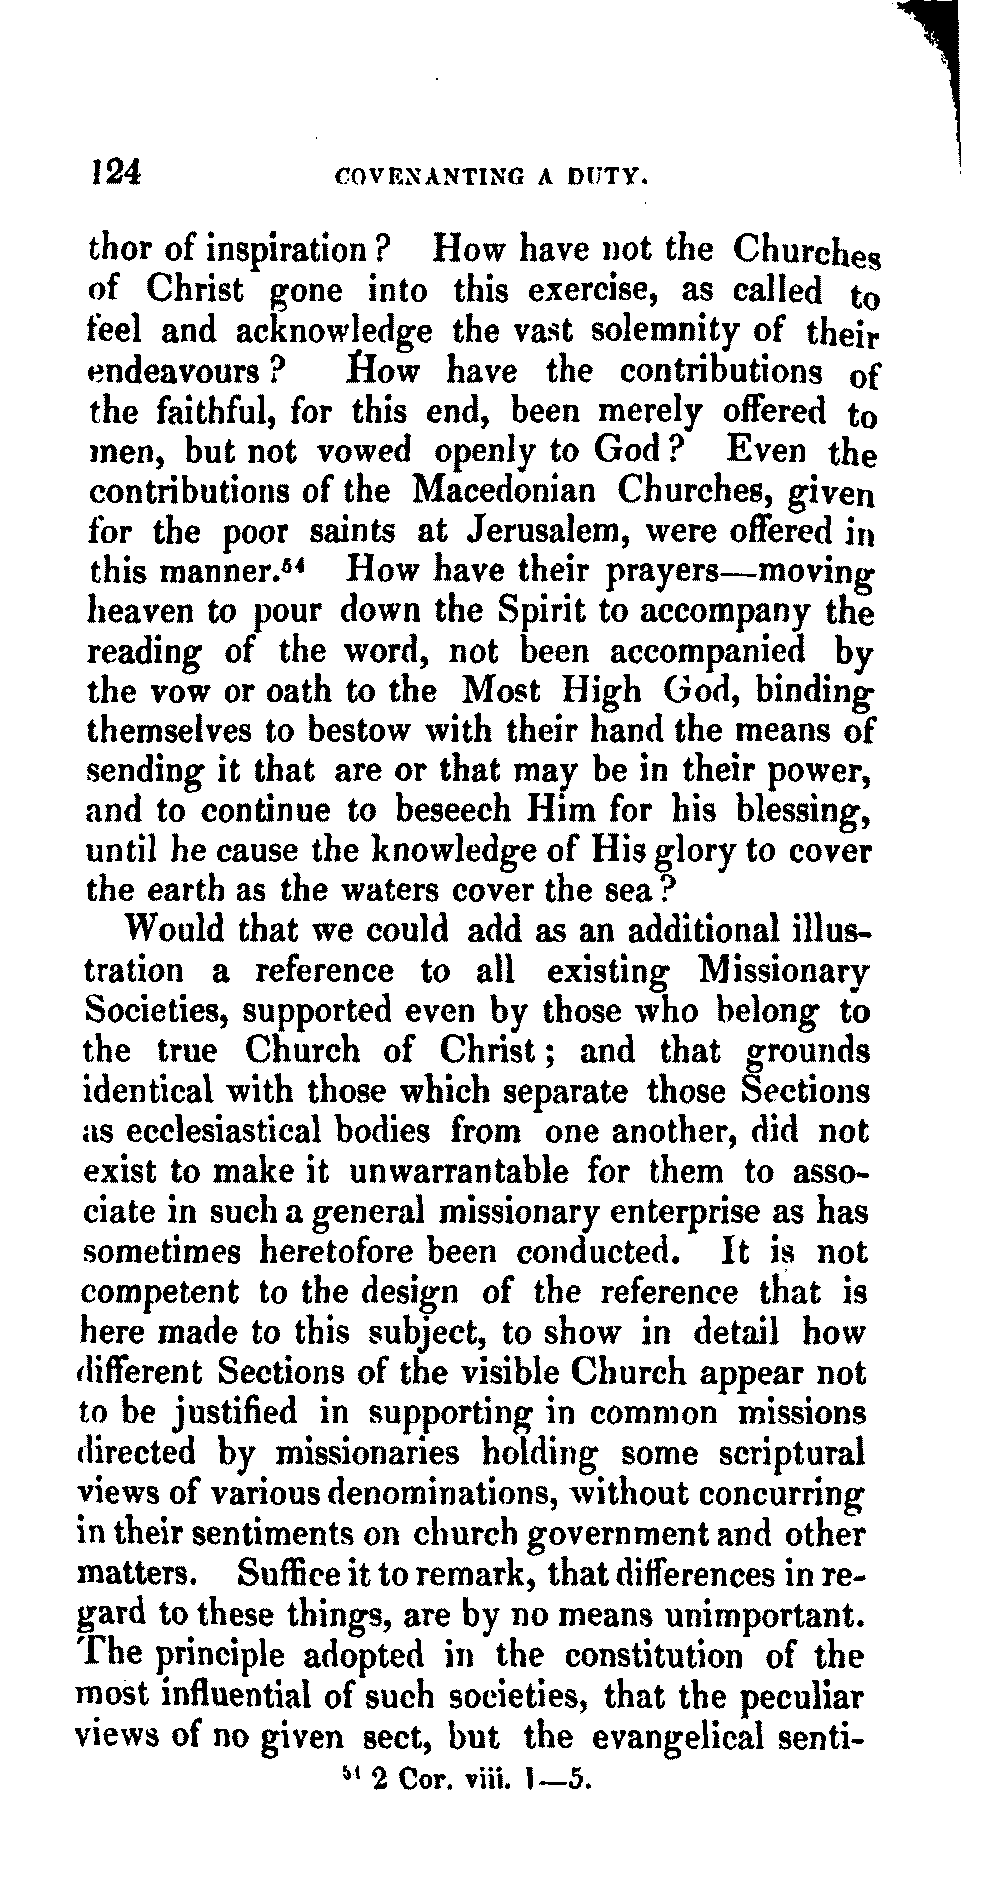 124 COVENANTING A DUTY.
thor of inspiration? How have not the Churches
of Christ gone into this exercise, as called to
feel and acknowledge the vast solemnity of their
endeavours? How have the contributions of
the faithful, for this end, been merely offered to
men, but not vowed openly to God? Even the
contributions of the Macedonian Churches, given
for the poor saints at Jerusalem, were offered in
this manner.⁵⁴ How have their prayers—moving
heaven to pour down the Spirit to accompany the
reading of the word, not been accompanied by
the vow or oath to the Most High God, binding
themselves to bestow with their hand the means of
sending it that are or that may be in their power,
and to continue to beseech Him for his blessing,
until he cause the knowledge of His glory to cover
the earth as the waters cover the sea?
Would that we could add as an additional illus-
tration a reference to all existing Missionary
Societies, supported even by those who belong to
the true Church of Christ; and that grounds
identical with those which separate those Sections
as ecclesiastical bodies from one another, did not
exist to make it unwarrantable for them to asso-
ciate in such a general missionary enterprise as has
sometimes heretofore been conducted. It is not
competent to the design of the reference that is
here made to this subject, to show in detail how
different Sections of the visible Church appear not
to be justified in supporting in common missions
directed by missionaries holding some scriptural
views of various denominations, without concurring
in their sentiments on church government and other
matters. Suffice it to remark, that differences in re-
gard to these things, are by no means unimportant.
The principle adopted in the constitution of the
most influential of such societies, that the peculiar
views of no given sect, but the evangelical senti-
⁵⁴ 2 Cor. viii. 1—5.